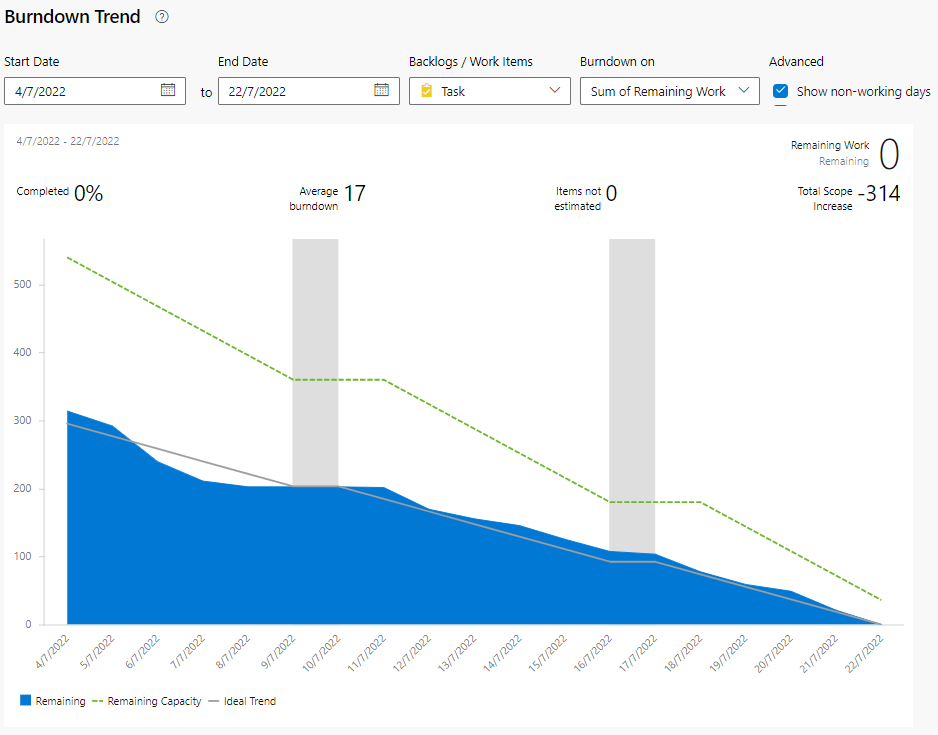 Burndown Trend ?
Start Date End Date Backlogs / Work Items Burndown on Advanced
4/7/2022 to 22/7/2022 Task Sum of Remaining Work Show non-working days
4/7/2022 - 22/7/2022
Remaining Work 0
Remaining
Completed 0%
Average 17
burndown
Items not 0
estimated
Total Scope -314
Increase
500
400
300
200
100
0
4/7/2022 5/7/2022 6/7/2022 7/7/2022 8/7/2022 9/7/2022 10/7/2022 11/7/2022 12/7/2022 13/7/2022 14/7/2022 15/7/2022 16/7/2022 17/7/2022 18/7/2022 19/7/2022 20/7/2022 21/7/2022 22/7/2022
Remaining Remaining Capacity Ideal Trend